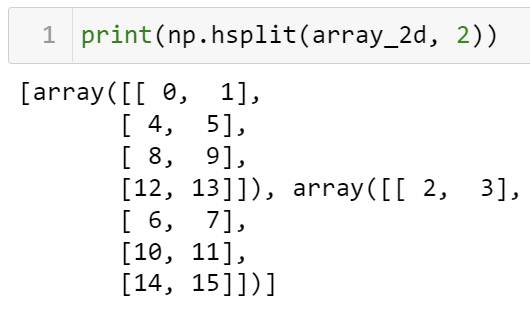 1 print(np.hsplit(array_2d, 2))
[array([[ 0,  1],
       [ 4,  5],
       [ 8,  9],
       [12, 13]]), array([[ 2,  3],
       [ 6,  7],
       [10, 11],
       [14, 15]])]